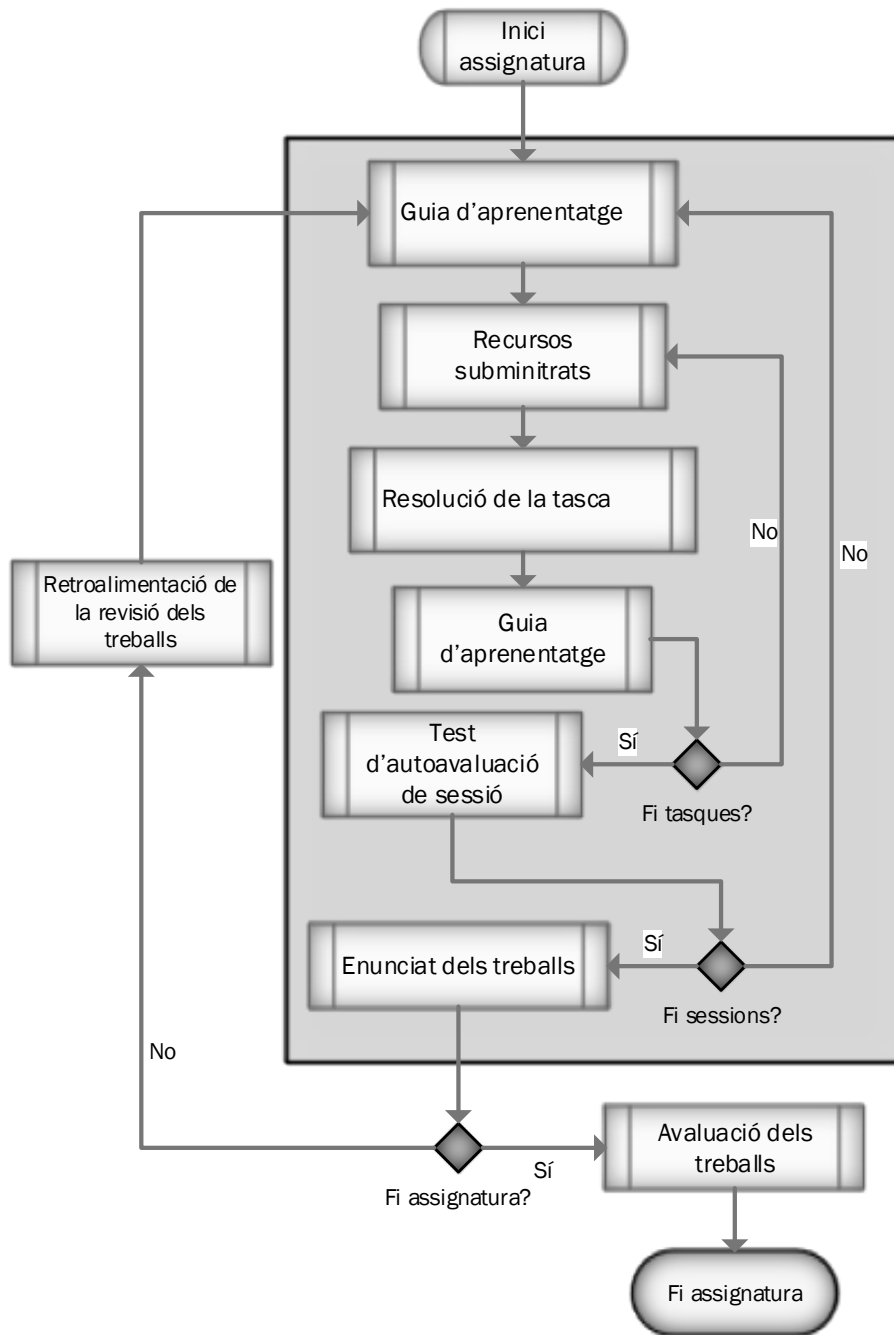 Inici
assignatura
Guia d'aprenentatge
Recursos
subminitrats
Resolució de la tasca
No
No
Retroalimentació de
la revisió dels
treballs
Guia
d'aprenentatge
Test
d'autoavaluació
de sessió
Sí
Fi tasques?
Enunciat dels treballs
Sí
Fi sessions?
No
Avaluació dels
treballs
Sí
Fi assignatura?
Fi assignatura